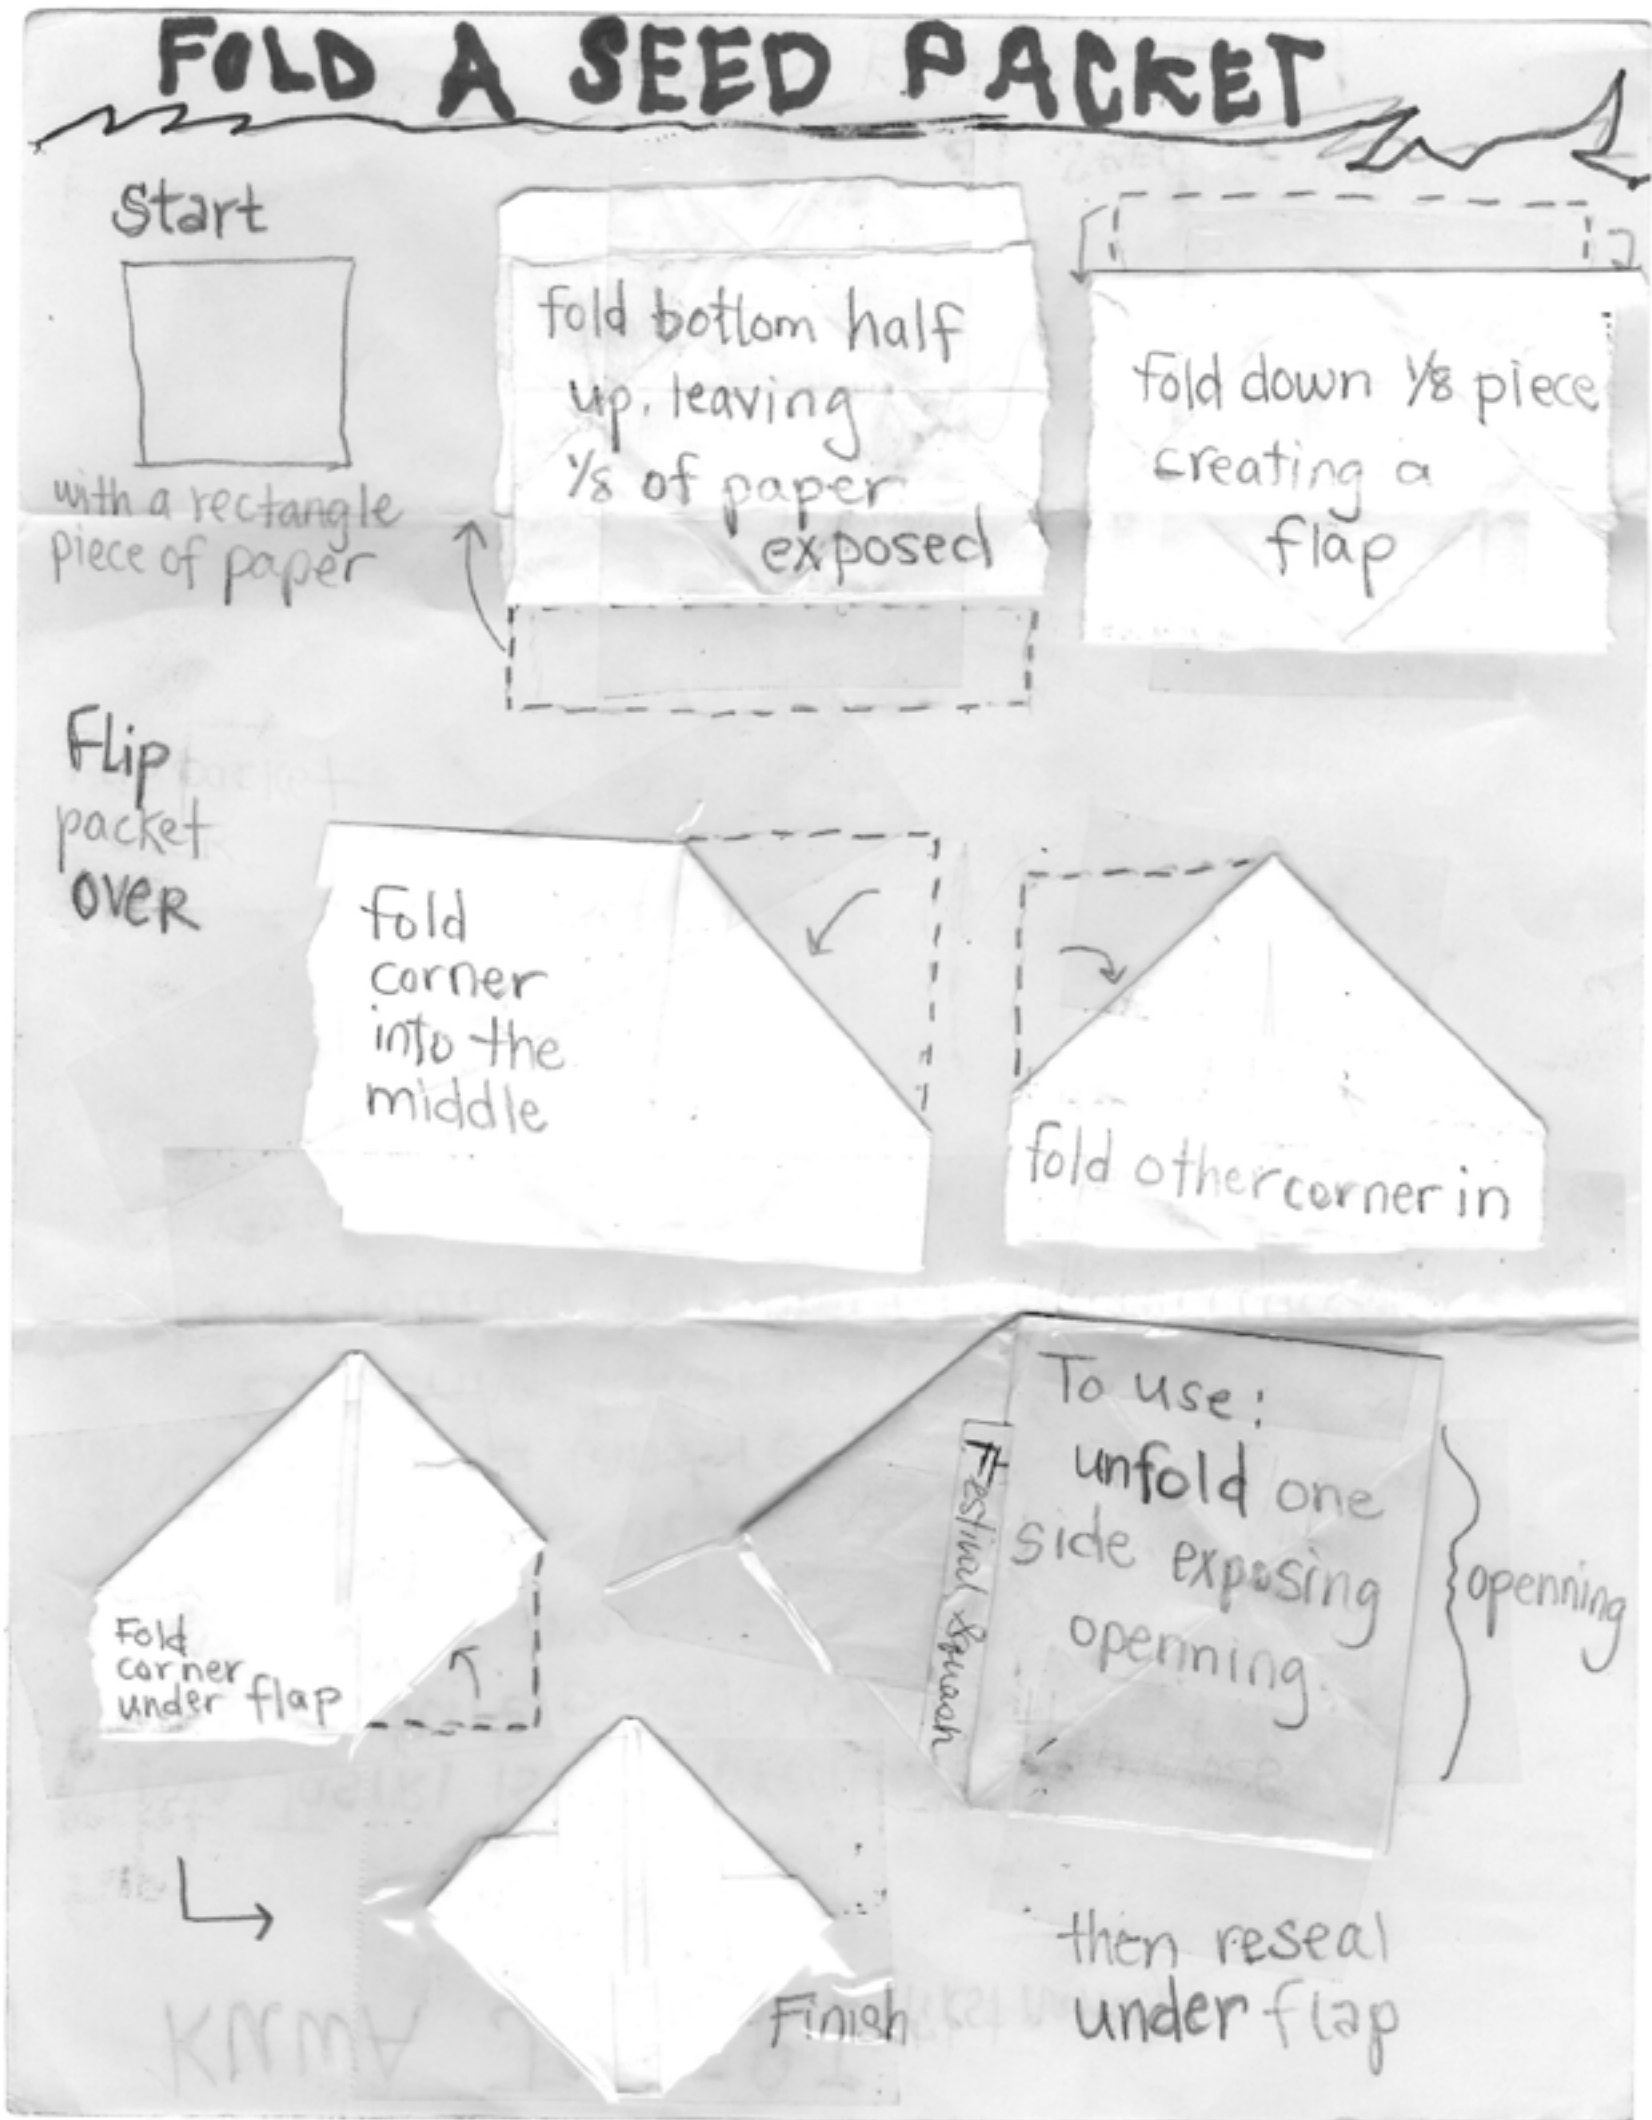 FOLD A SEED PACKET
Start
with a rectangle
piece of paper
fold bottom half
up, leaving
1/8 of paper
exposed
fold down 1/8 piece
creating a
flap
Flip
packet
OVER
fold
corner
into the
middle
fold other corner in
Fold
corner
under flap
Finish
To use:
unfold one
side exposing
openning.
Festival Squash
openning
then reseal
under flap